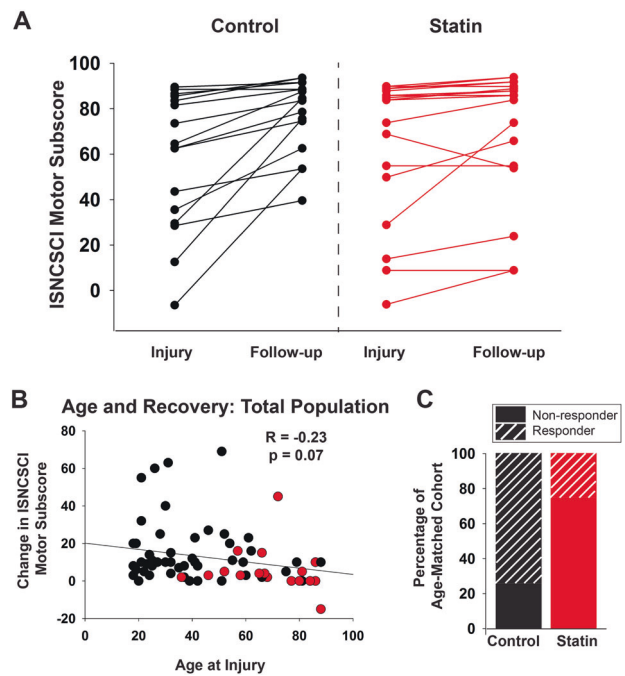 A
Control
Statin
ISNCSCI Motor Subscore
100
80
60
40
20
0
Injury
Follow-up
Injury
Follow-up
B
Age and Recovery: Total Population
R = -0.23
p = 0.07
Change in ISNCSCI
Motor Subscore
80
60
40
20
0
-20
0
20
40
60
80
100
Age at Injury
C
Non-responder
Responder
Percentage of
Age-Matched Cohort
100
80
60
40
20
0
Control
Statin